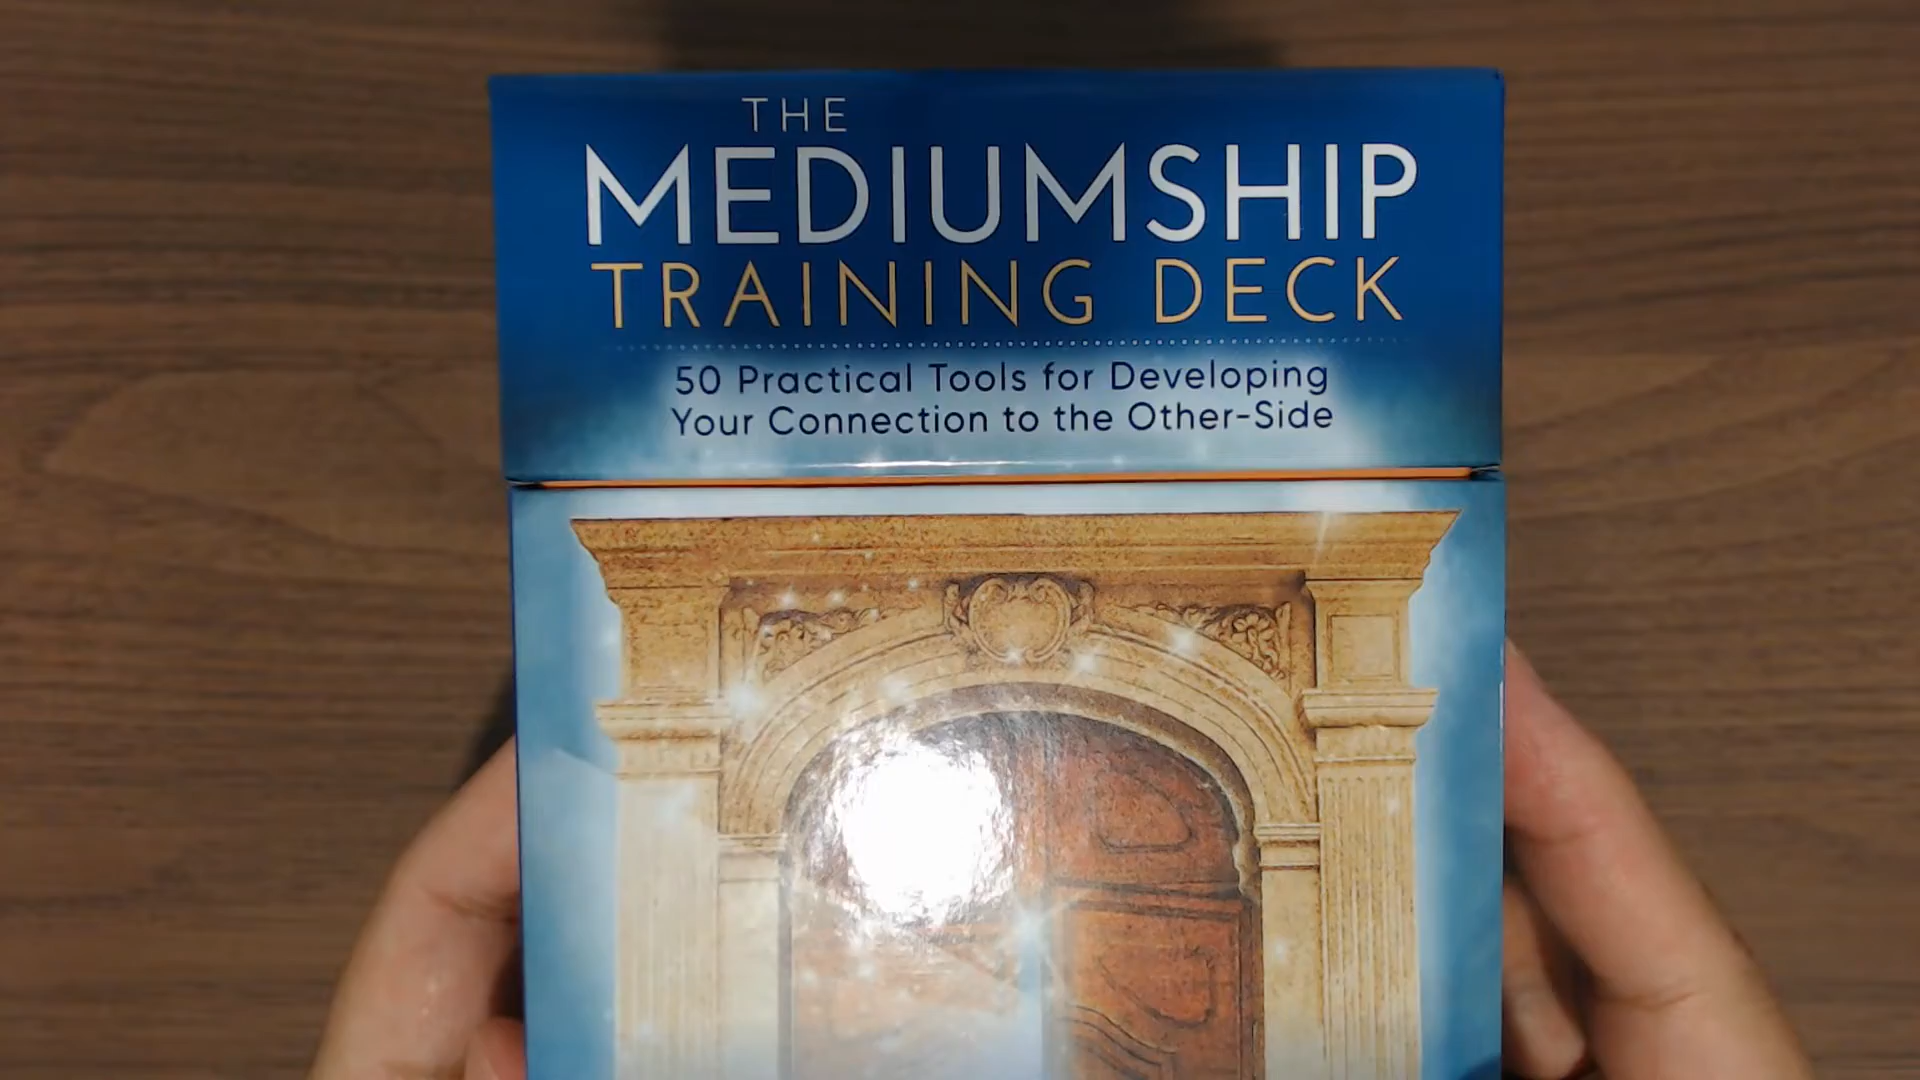 THE
MEDIUMSHIP
TRAINING DECK
50 Practical Tools for Developing
Your Connection to the Other-Side